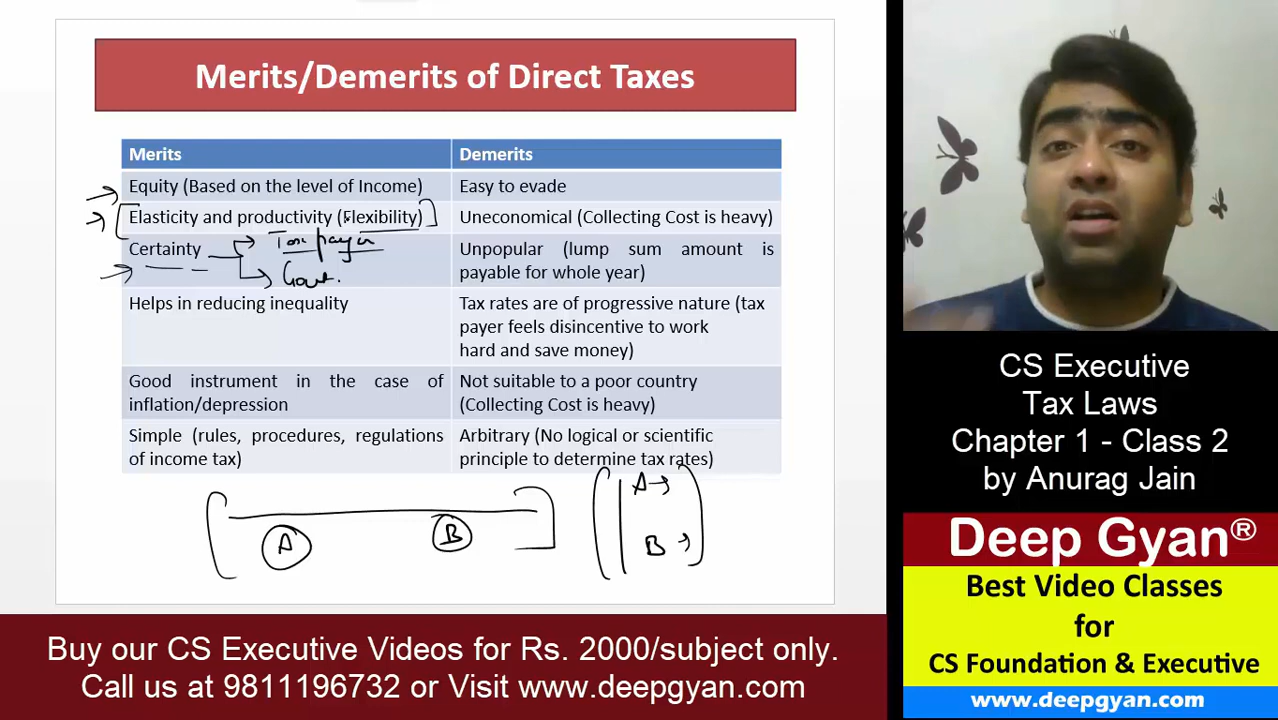 Merits/Demerits of Direct Taxes
Merits
Demerits
Equity (Based on the level of Income)
Easy to evade
Elasticity and productivity (Flexibility)
Uneconomical (Collecting Cost is heavy)
Certainty
Tax payer
Govt.
Unpopular (lump sum amount is
payable for whole year)
Helps in reducing inequality
Tax rates are of progressive nature (tax
payer feels disincentive to work
hard and save money)
Good instrument in the case of
inflation/depression
Not suitable to a poor country
(Collecting Cost is heavy)
Simple (rules, procedures, regulations
of income tax)
Arbitrary (No logical or scientific
principle to determine tax rates)
A
B
A
B
CS Executive
Tax Laws
Chapter 1 - Class 2
by Anurag Jain
Deep Gyan®
Best Video Classes
for
CS Foundation & Executive
www.deepgyan.com
Buy our CS Executive Videos for Rs. 2000/subject only.
Call us at 9811196732 or Visit www.deepgyan.com